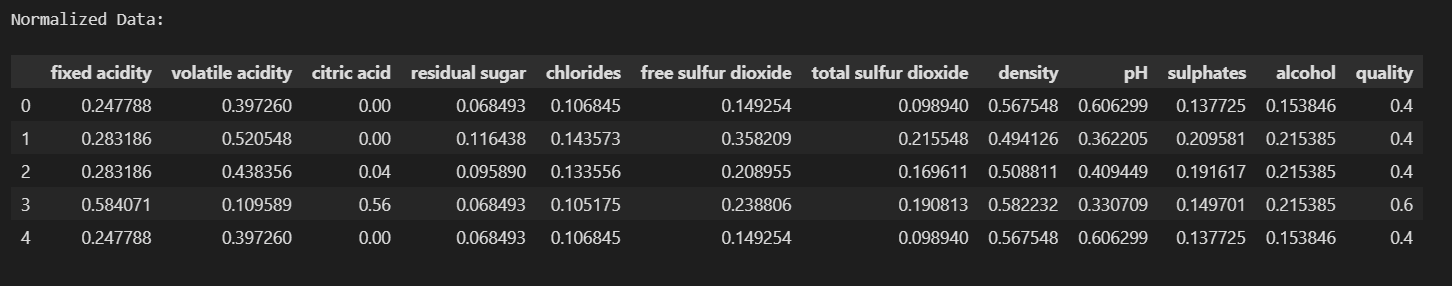 Normalized Data:
fixed acidity volatile acidity citric acid residual sugar chlorides free sulfur dioxide total sulfur dioxide density pH sulphates alcohol quality
0 0.247788 0.397260 0.00 0.068493 0.106845 0.149254 0.098940 0.567548 0.606299 0.137725 0.153846 0.4
1 0.283186 0.520548 0.00 0.116438 0.143573 0.358209 0.215548 0.494126 0.362205 0.209581 0.215385 0.4
2 0.283186 0.438356 0.04 0.095890 0.133556 0.208955 0.169611 0.508811 0.409449 0.191617 0.215385 0.4
3 0.584071 0.109589 0.56 0.068493 0.105175 0.238806 0.190813 0.582232 0.330709 0.149701 0.215385 0.6
4 0.247788 0.397260 0.00 0.068493 0.106845 0.149254 0.098940 0.567548 0.606299 0.137725 0.153846 0.4